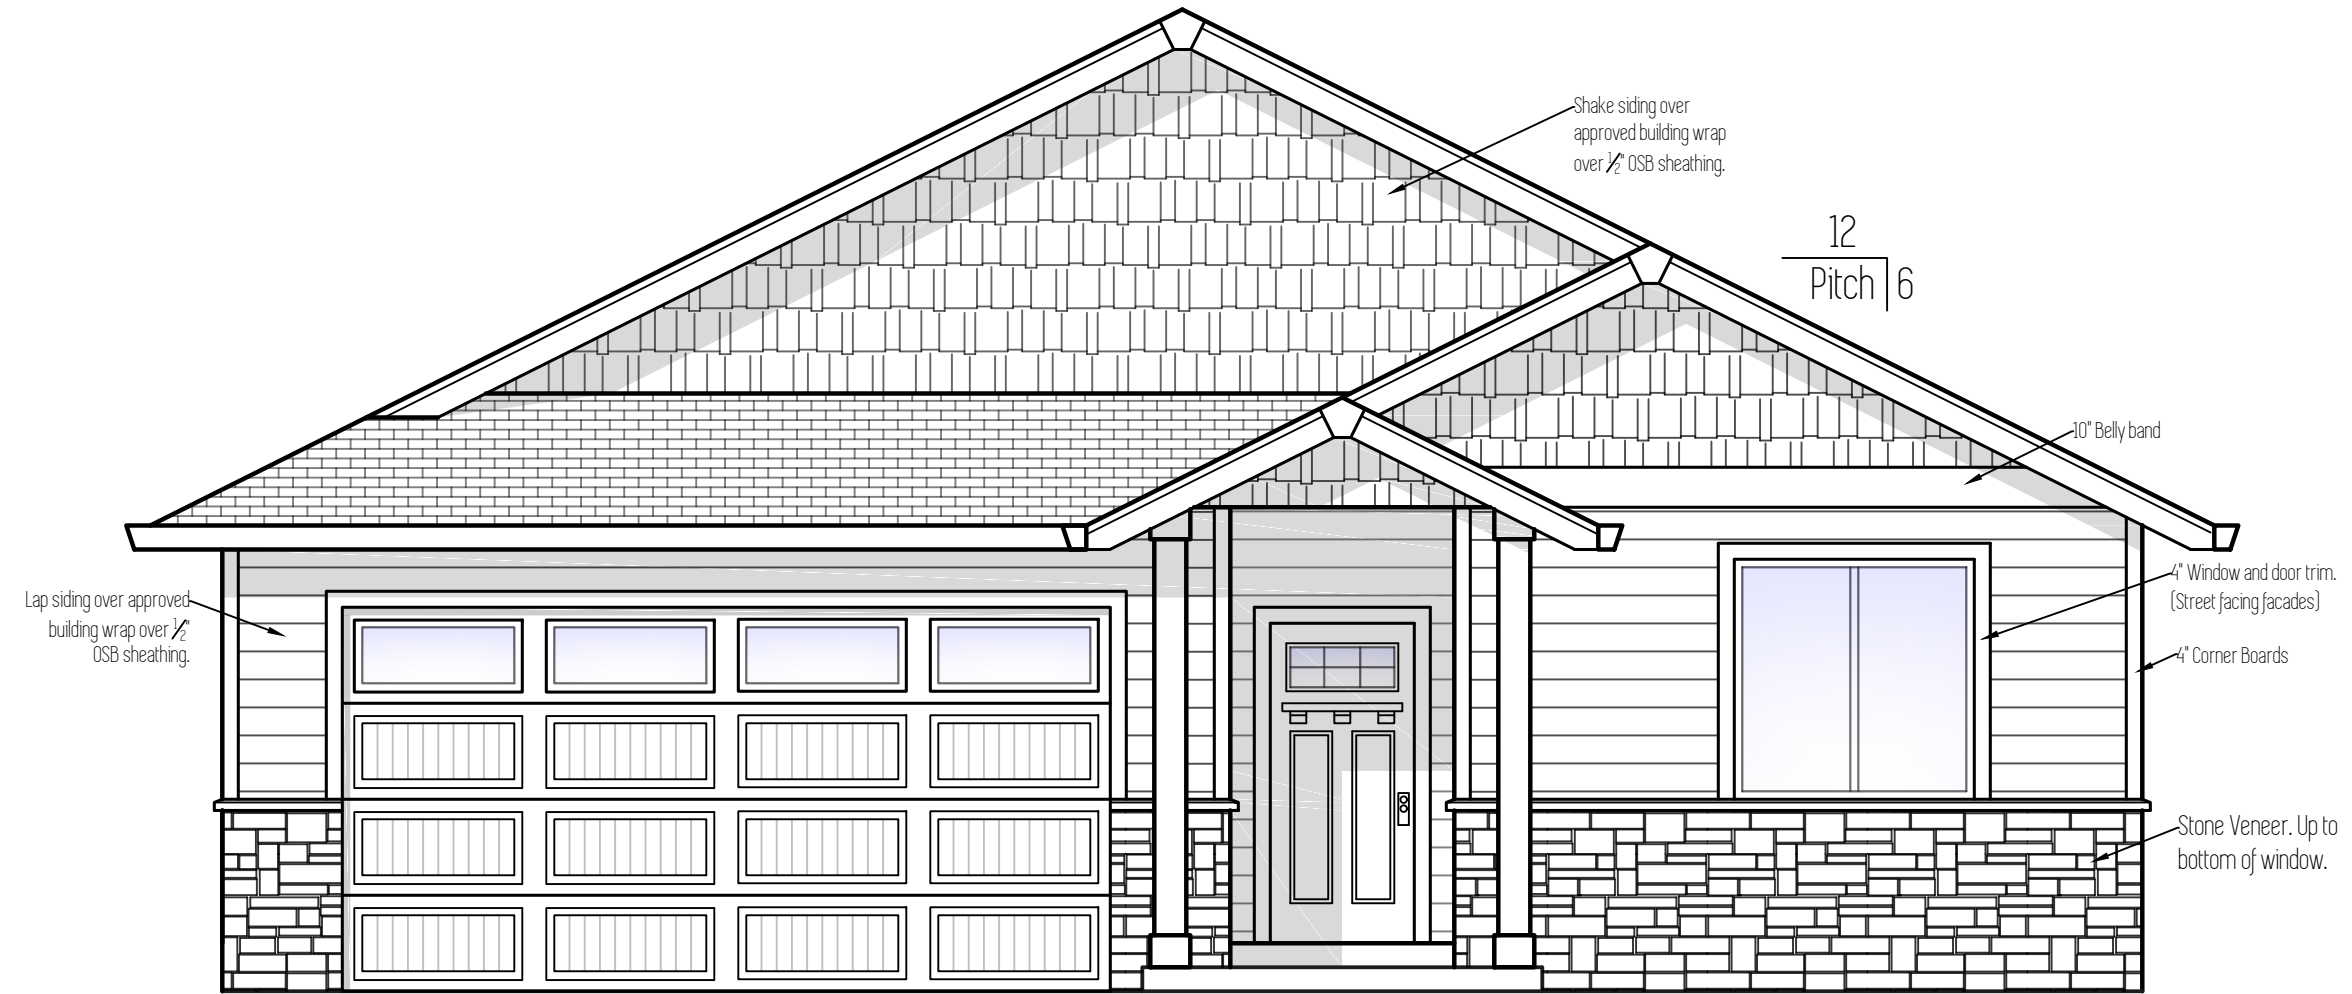 Shake siding over
approved building wrap
over 1/2" OSB sheathing.
12
Pitch 6
10" Belly band
4" Window and door trim.
(Street facing facades)
Lap siding over approved
building wrap over 1/2"
OSB sheathing.
4" Corner Boards
Stone Veneer. Up to
bottom of window.